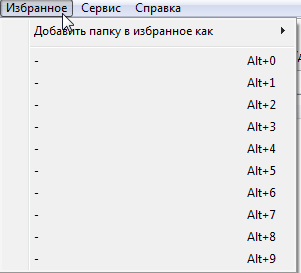 Избранное Сервис Справка
Добавить папку в избранное как
- Alt+0
- Alt+1
- Alt+2
- Alt+3
- Alt+4
- Alt+5
- Alt+6
- Alt+7
- Alt+8
- Alt+9